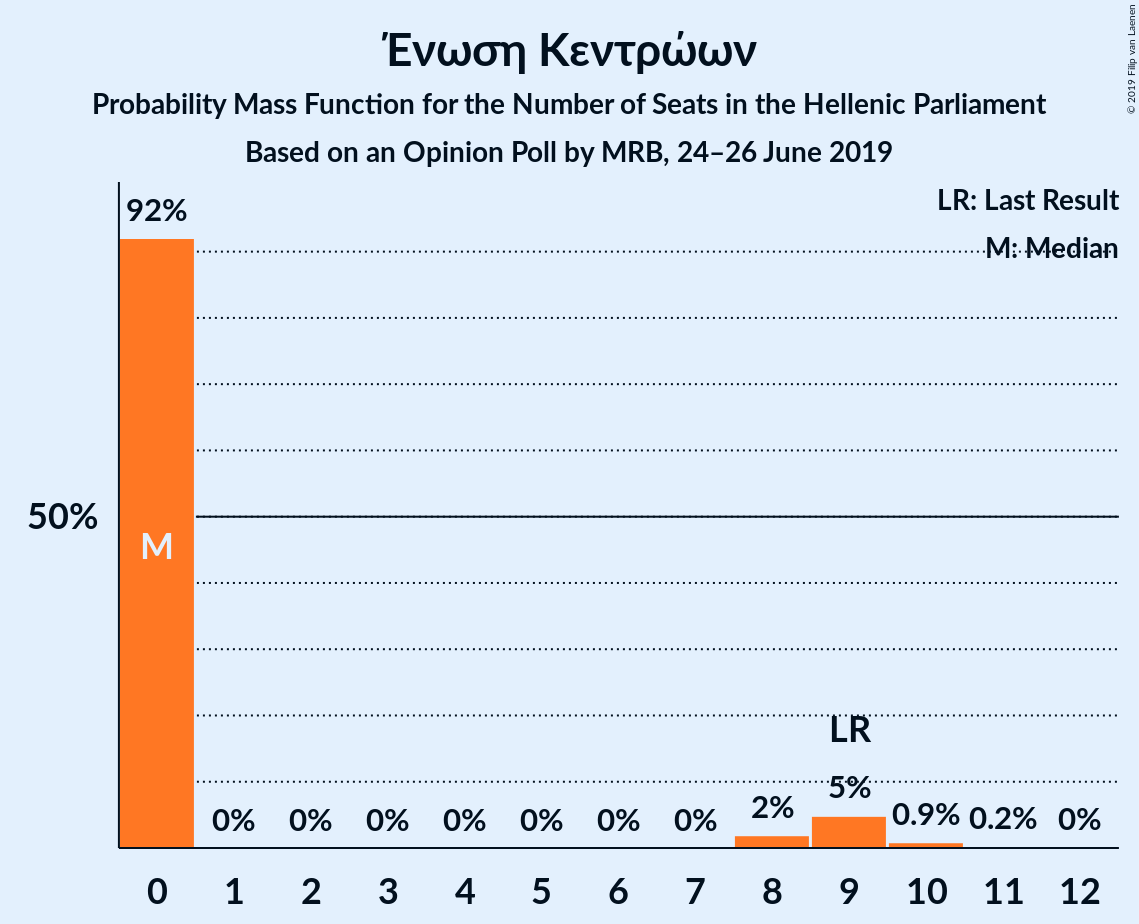 Ένωση Κεντρώων
Probability Mass Function for the Number of Seats in the Hellenic Parliament
Based on an Opinion Poll by MRB, 24–26 June 2019
© 2019 Filip van Laenen
LR: Last Result
M: Median
92%
50%
M
LR
0% 0% 0% 0% 0% 0% 0% 2% 5% 0.9% 0.2% 0%
0 1 2 3 4 5 6 7 8 9 10 11 12